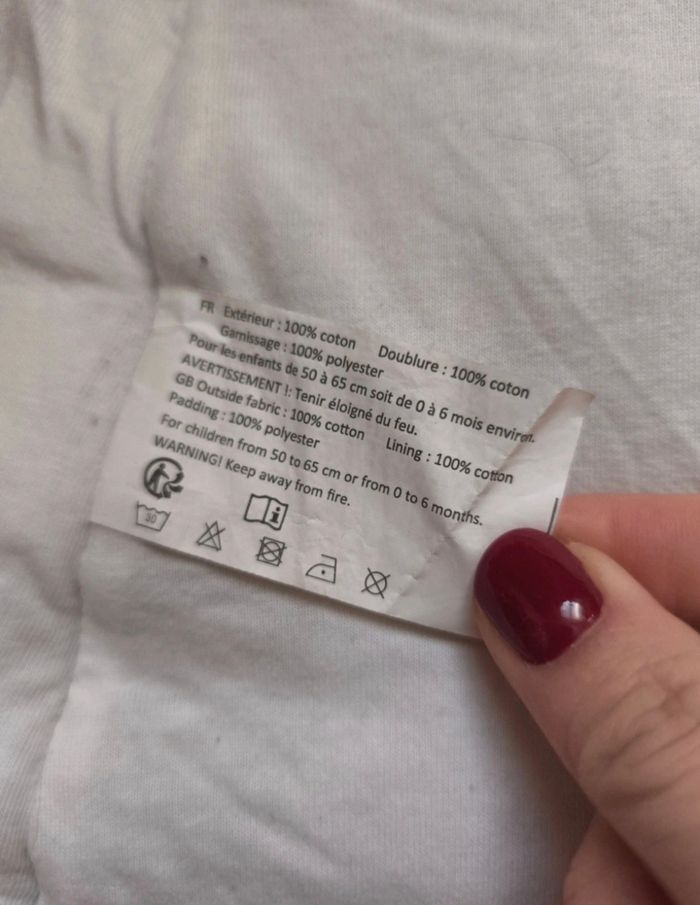 FR Extérieur : 100% coton Doublure : 100% coton
Garnissage : 100% polyester
Pour les enfants de 50 à 65 cm soit de 0 à 6 mois environ.
AVERTISSEMENT !: Tenir éloigné du feu.
GB Outside fabric : 100% cotton Lining : 100% cotton
Padding : 100% polyester
For children from 50 to 65 cm or from 0 to 6 months.
WARNING! Keep away from fire.
30